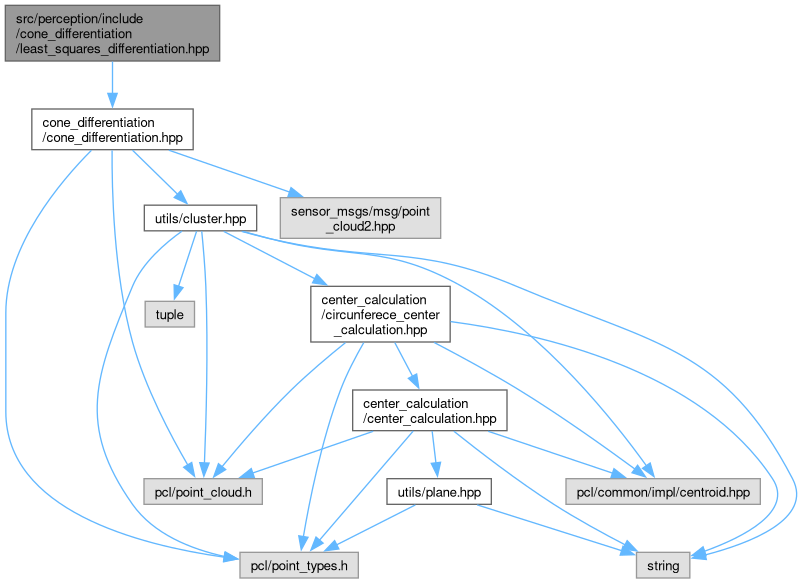 src/perception/include
/cone_differentiation
/least_squares_differentiation.hpp
cone_differentiation
/cone_differentiation.hpp
utils/cluster.hpp
sensor_msgs/msg/point
_cloud2.hpp
tuple
center_calculation
/circunferece_center
_calculation.hpp
center_calculation
/center_calculation.hpp
pcl/point_cloud.h
utils/plane.hpp
pcl/common/impl/centroid.hpp
pcl/point_types.h
string